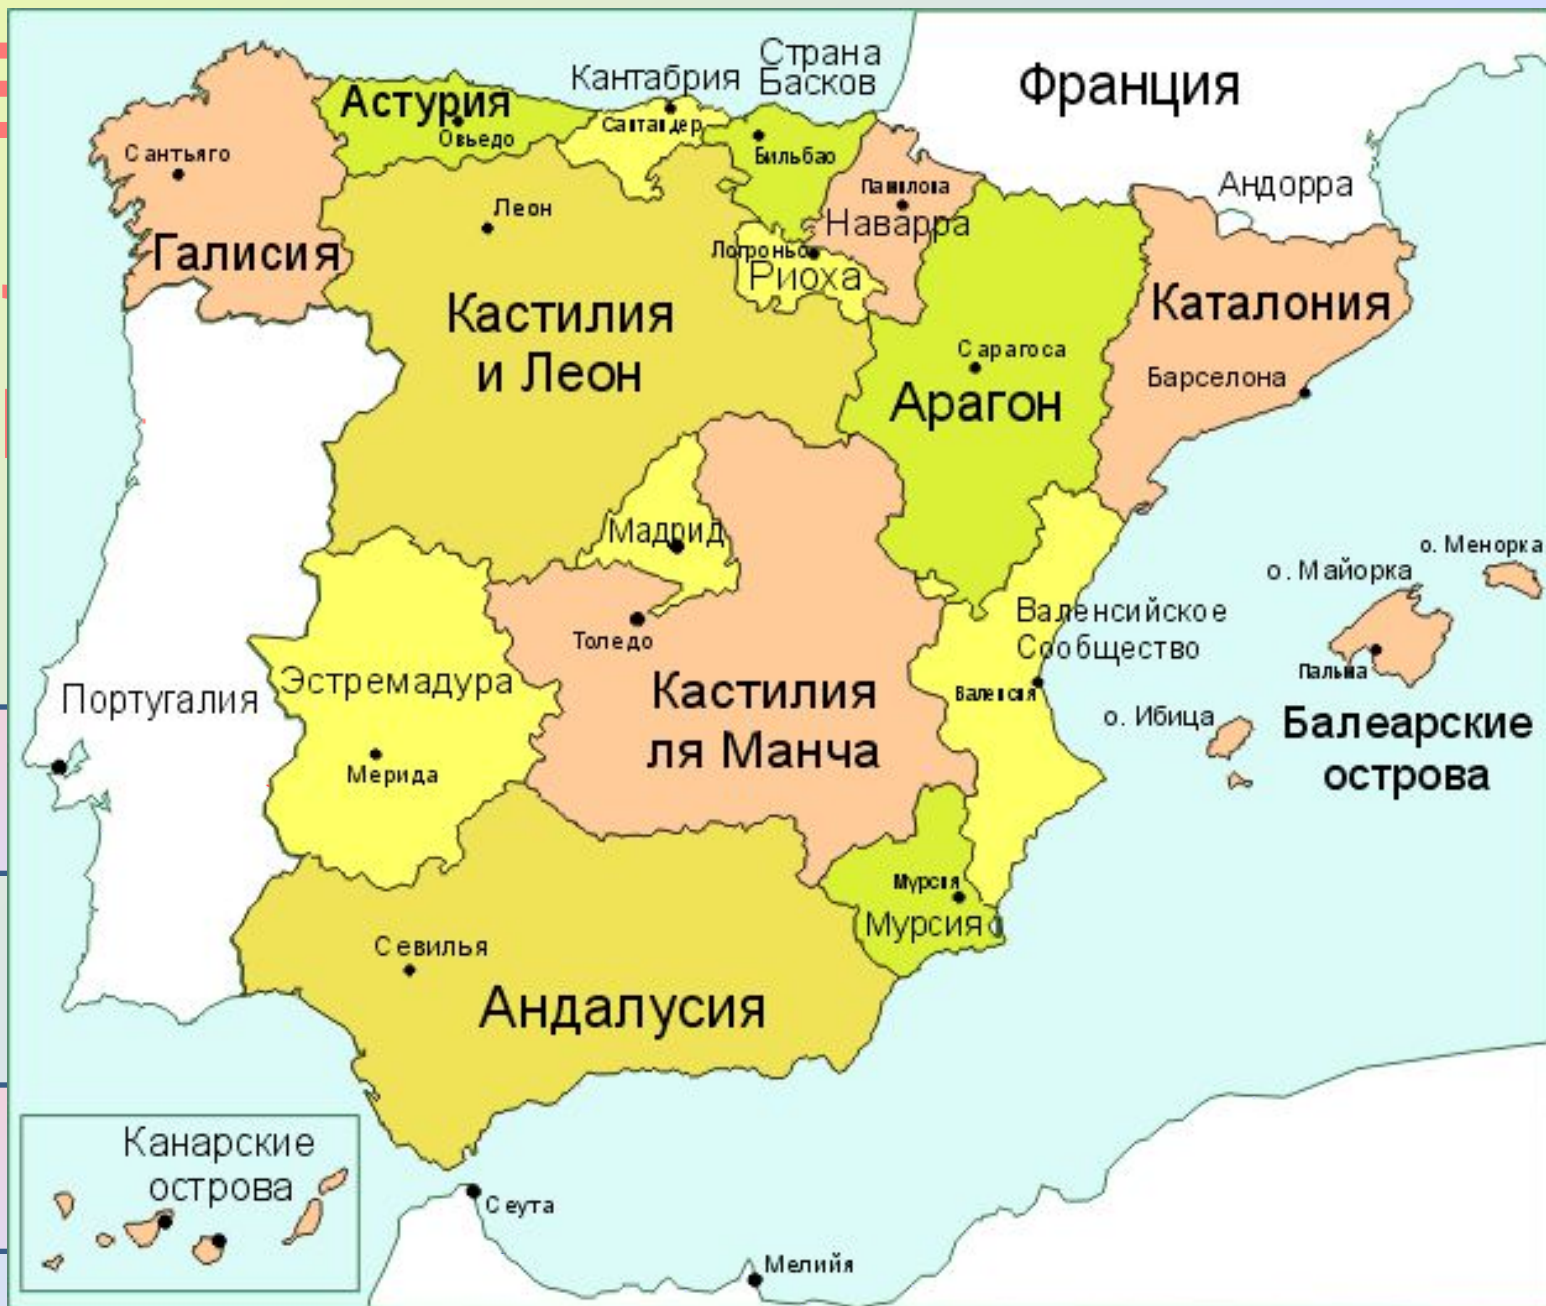 Страна
Басков
Кантабрия
Франция
Астурия
Сантандер
Овьедо
Бильбао
Сантьяго
Андорра
Памплона
Леон
Наварра
Галисия
Логроньо
Риоха
Каталония
Кастилия
и Леон
Сарагоса
Барселона
Арагон
Мадрид
о. Менорка
о. Майорка
Валенсийское
Сообщество
Толедо
Пальма
Эстремадура
Португалия
Кастилия
ля Манча
Валенсия
о. Ибица
Балеарские
острова
Мерида
Мурсия
Мурсия
Севилья
Андалусия
Канарские
острова
Сеута
Мелийя